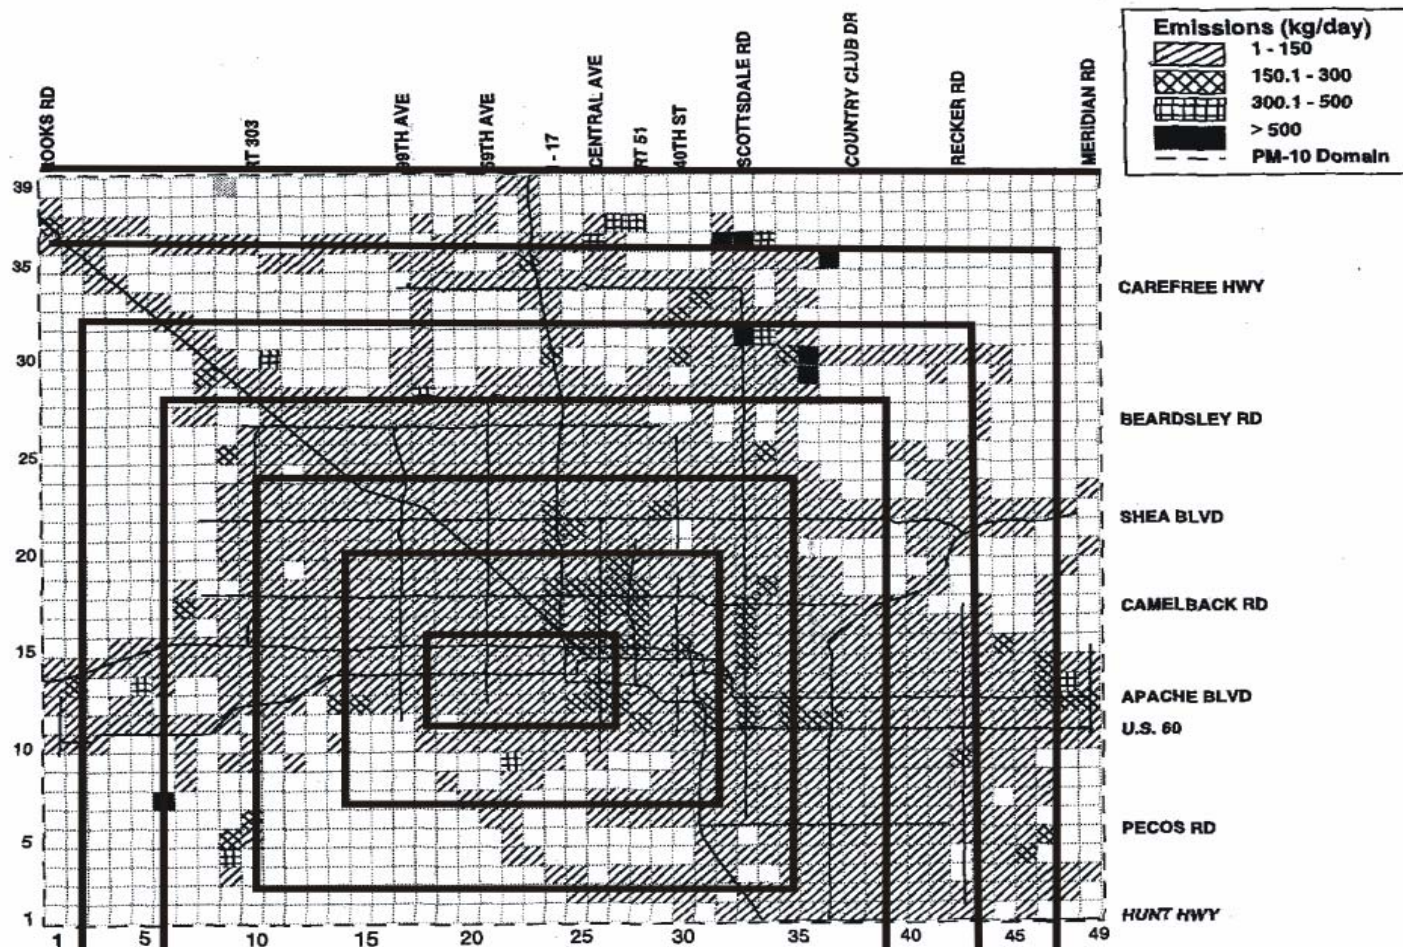 Emissions (kg/day)
1 - 150
150.1 - 300
300.1 - 500
> 500
PM-10 Domain
ROOKS RD
RT 303
99TH AVE
59TH AVE
I - 17
CENTRAL AVE
RT 51
40TH ST
SCOTTSDALE RD
COUNTRY CLUB DR
RECKER RD
MERIDIAN RD
39
35
30
25
20
15
10
5
1
CAREFREE HWY
BEARDSLEY RD
SHEA BLVD
CAMELBACK RD
APACHE BLVD
U.S. 60
PECOS RD
HUNT HWY
1 5 10 15 20 25 30 35 40 45 49